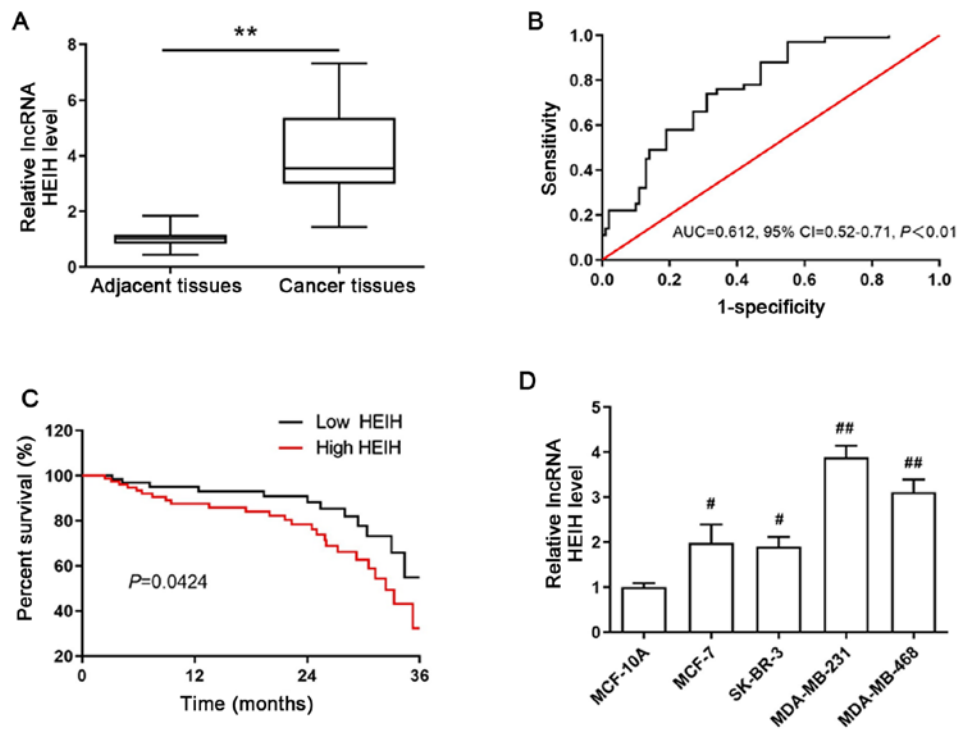 A
**
Relative lncRNA
HEIH level
8
6
4
2
0
Adjacent tissues
Cancer tissues
B
Sensitivity
1.0
0.8
0.6
0.4
0.2
0.0
AUC=0.612, 95% CI=0.52-0.71, P<0.01
0.0 0.2 0.4 0.6 0.8 1.0
1-specificity
C
Low HEIH
High HEIH
Percent survival (%)
120
100
80
60
40
20
P=0.0424
0 12 24 36
Time (months)
D
Relative lncRNA
HEIH level
5
4
3
2
1
0
#
#
##
##
MCF-10A
MCF-7
SK-BR-3
MDA-MB-231
MDA-MB-468